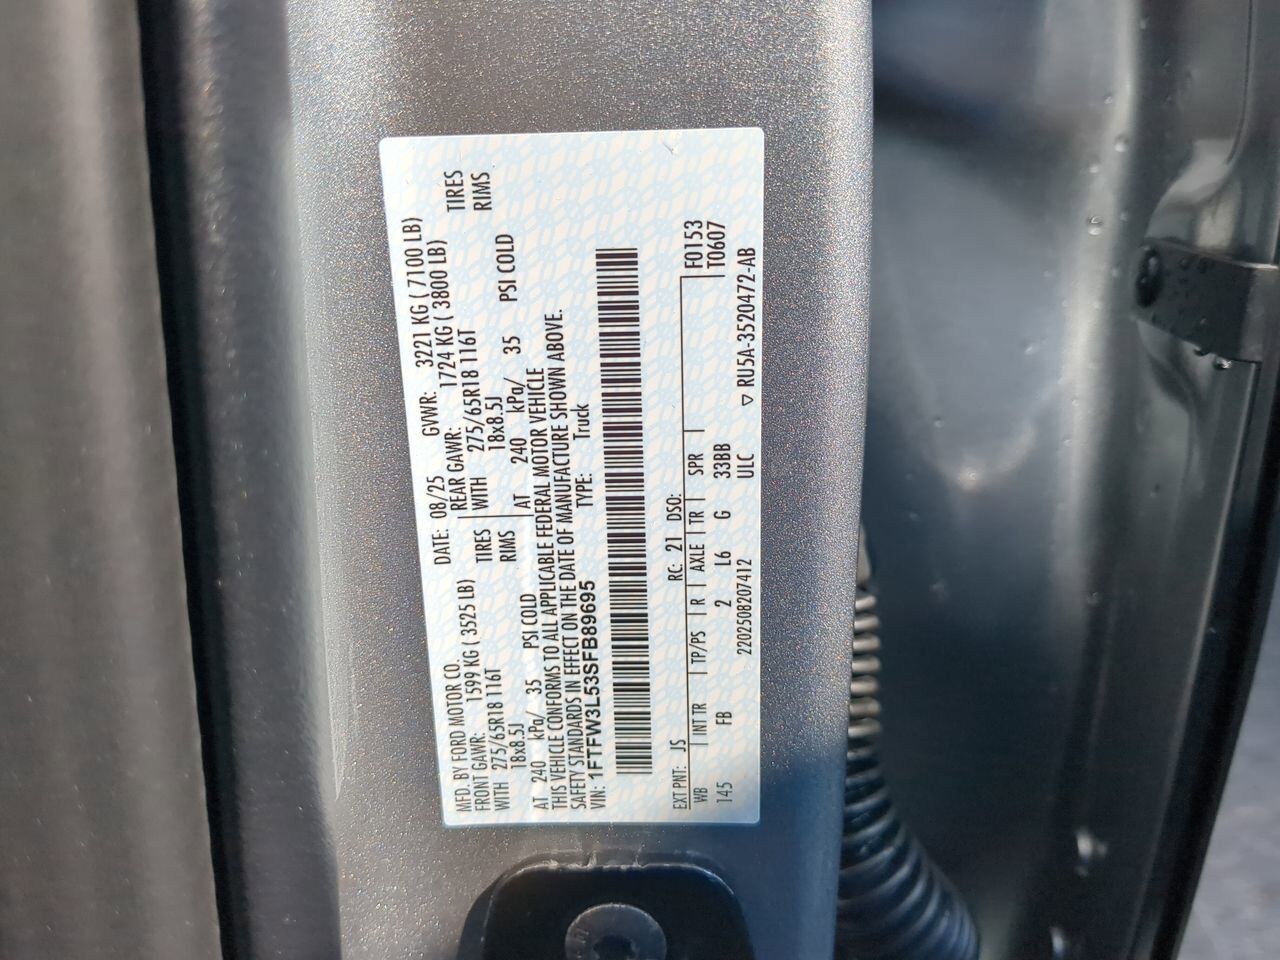 MFD. BY FORD MOTOR CO.
DATE: 08/25 GVWR: 3221 KG ( 7100 LB)
FRONT GAWR: 1599 KG ( 3525 LB) REAR GAWR: 1724 KG ( 3800 LB)
WITH 275/65R18 116T TIRES WITH 275/65R18 116T TIRES
18x8.5J RIMS 18x8.5J RIMS
AT 240 kPa/ 35 PSI COLD AT 240 kPa/ 35 PSI COLD
THIS VEHICLE CONFORMS TO ALL APPLICABLE FEDERAL MOTOR VEHICLE
SAFETY STANDARDS IN EFFECT ON THE DATE OF MANUFACTURE SHOWN ABOVE.
VIN: 1FTFW3L53SFB89695 TYPE: Truck
EXT PNT: JS RC: 21 DSO: F0153
WB INT TR TP/PS R AXLE TR SPR T0607
145 FB 2 L6 G 33BB
2202508207412 ULC ▽ RU5A-3520472-AB